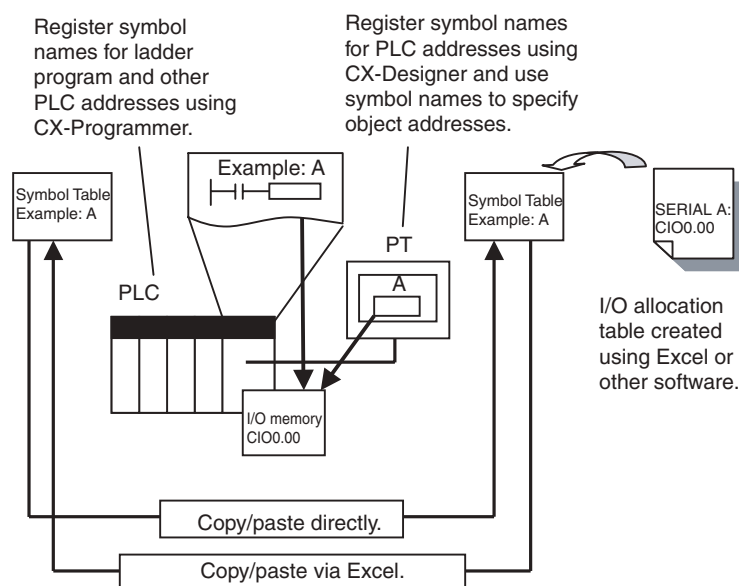 Register symbol
names for ladder
program and other
PLC addresses using
CX-Programmer.
Register symbol names
for PLC addresses using
CX-Designer and use
symbol names to specify
object addresses.
Example: A
Symbol Table
Example: A
Symbol Table
Example: A
SERIAL A:
CIO0.00
PT
A
PLC
I/O memory
CIO0.00
I/O allocation
table created
using Excel or
other software.
Copy/paste directly.
Copy/paste via Excel.